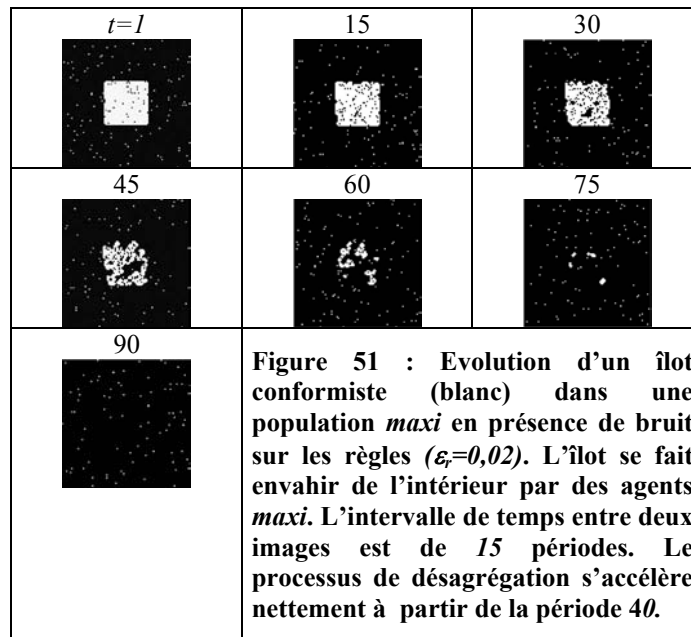 t=1 15 30
45 60 75
90
Figure 51 : Evolution d’un îlot
conformiste (blanc) dans une
population maxi en présence de bruit
sur les règles (εr=0,02). L’îlot se fait
envahir de l’intérieur par des agents
maxi. L’intervalle de temps entre deux
images est de 15 périodes. Le
processus de désagrégation s’accélère
nettement à partir de la période 40.